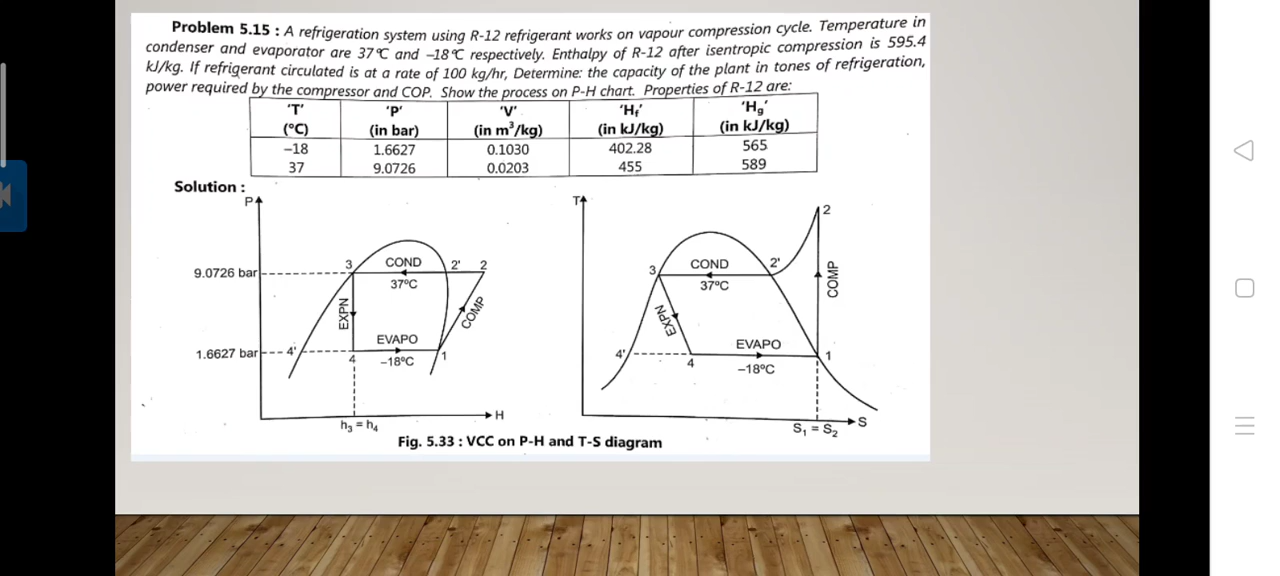 Problem 5.15 : A refrigeration system using R-12 refrigerant works on vapour compression cycle. Temperature in
condenser and evaporator are 37°C and –18°C respectively. Enthalpy of R-12 after isentropic compression is 595.4
kJ/kg. If refrigerant circulated is at a rate of 100 kg/hr, Determine: the capacity of the plant in tones of refrigeration,
power required by the compressor and COP. Show the process on P-H chart. Properties of R-12 are:
'T' 'P' 'V' 'Hf' 'Hg'
(°C) (in bar) (in m³/kg) (in kJ/kg) (in kJ/kg)
–18 1.6627 0.1030 402.28 565
37 9.0726 0.0203 455 589
Solution :
P T
2
3 COND 2' 2
9.0726 bar
37°C
3 COND 2'
37°C
EXPN COMP
EXPN COMP
EVAPO
1.6627 bar 4' 4 –18°C 1
EVAPO
4' 4 –18°C 1
H
h3 = h4
S
S1 = S2
Fig. 5.33 : VCC on P-H and T-S diagram